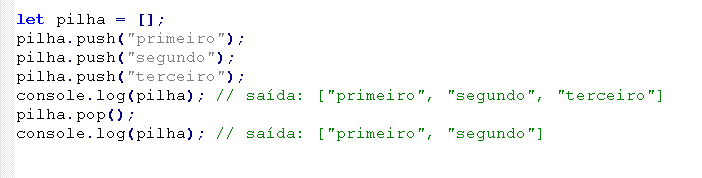 let pilha = [];
pilha.push("primeiro");
pilha.push("segundo");
pilha.push("terceiro");
console.log(pilha); // saída: ["primeiro", "segundo", "terceiro"]
pilha.pop();
console.log(pilha); // saída: ["primeiro", "segundo"]